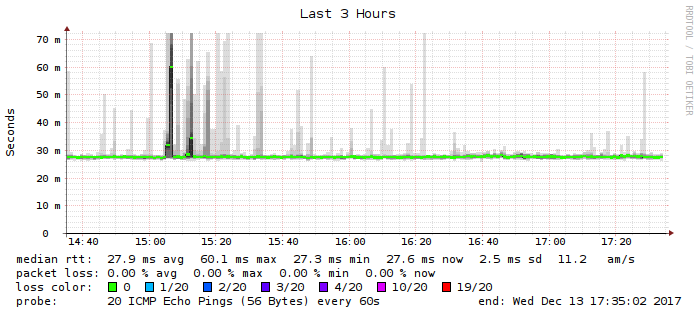 Last 3 Hours
RRDTOOL / TOBI OETIKER
Seconds
70 m
60 m
50 m
40 m
30 m
20 m
10 m
0
14:40 15:00 15:20 15:40 16:00 16:20 16:40 17:00 17:20
median rtt: 27.9 ms avg 60.1 ms max 27.3 ms min 27.6 ms now 2.5 ms sd 11.2 am/s
packet loss: 0.00 % avg 0.00 % max 0.00 % min 0.00 % now
loss color: 0 1/20 2/20 3/20 4/20 10/20 19/20
probe: 20 ICMP Echo Pings (56 Bytes) every 60s end: Wed Dec 13 17:35:02 2017